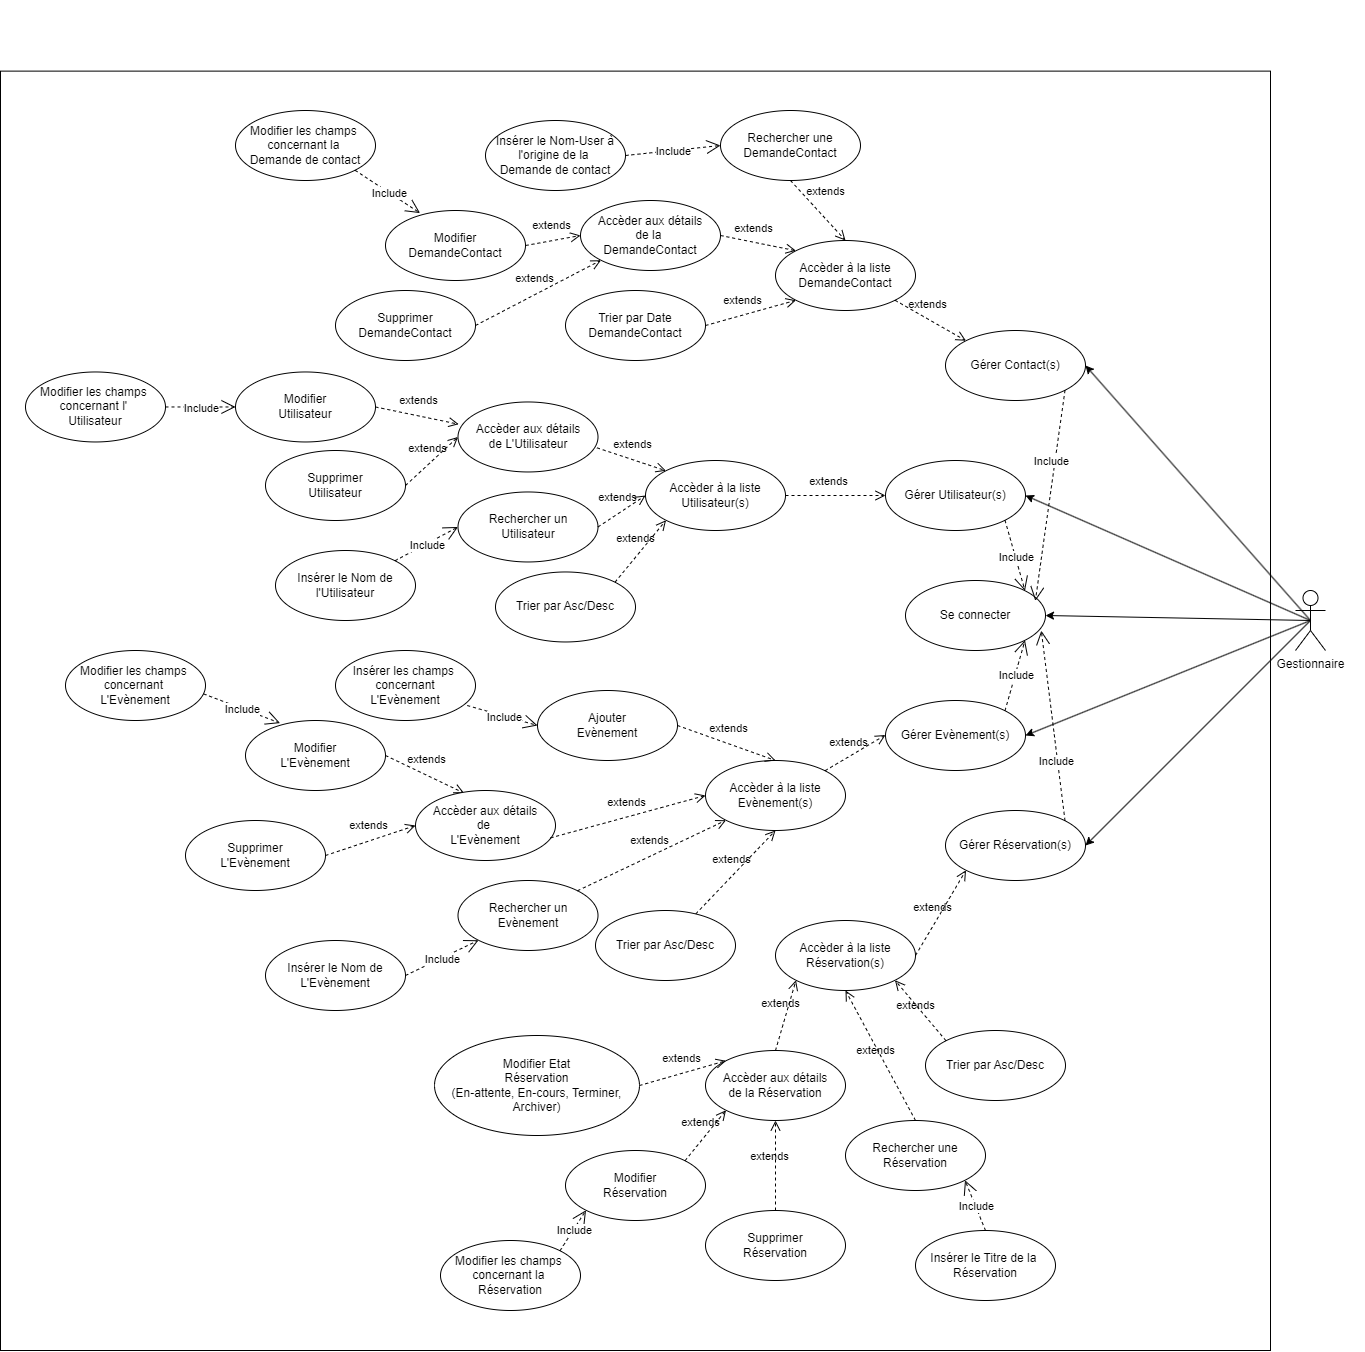 Modifier les champs
concernant la
Demande de contact
Include
Insérer le Nom-User à
l'origine de la
Demande de contact
Include
Rechercher une
DemandeContact
extends
Modifier
DemandeContact
extends
Accèder aux détails
de la
DemandeContact
extends
Accèder à la liste
DemandeContact
Supprimer
DemandeContact
extends
Trier par Date
DemandeContact
extends
extends
Gérer Contact(s)
Include
Modifier les champs
concernant l'
Utilisateur
Include
Modifier
Utilisateur
extends
Accèder aux détails
de L'Utilisateur
extends
Supprimer
Utilisateur
extends
Accèder à la liste
Utilisateur(s)
extends
Gérer Utilisateur(s)
Include
Rechercher un
Utilisateur
extends
Insérer le Nom de
l'Utilisateur
Include
Trier par Asc/Desc
extends
Se connecter
Gestionnaire
Modifier les champs
concernant
L'Evènement
Include
Insérer les champs
concernant
L'Evènement
Include
Ajouter
Evènement
extends
Modifier
L'Evènement
extends
Accèder à la liste
Evènement(s)
extends
Gérer Evènement(s)
Include
Supprimer
L'Evènement
extends
Accèder aux détails
de
L'Evènement
extends
Rechercher un
Evènement
extends
Insérer le Nom de
L'Evènement
Include
Trier par Asc/Desc
extends
Gérer Réservation(s)
Include
Accèder à la liste
Réservation(s)
extends
Modifier Etat
Réservation
(En-attente, En-cours, Terminer,
Archiver)
extends
Accèder aux détails
de la Réservation
extends
Trier par Asc/Desc
extends
Rechercher une
Réservation
extends
Modifier
Réservation
extends
Supprimer
Réservation
extends
Modifier les champs
concernant la
Réservation
Include
Insérer le Titre de la
Réservation
Include